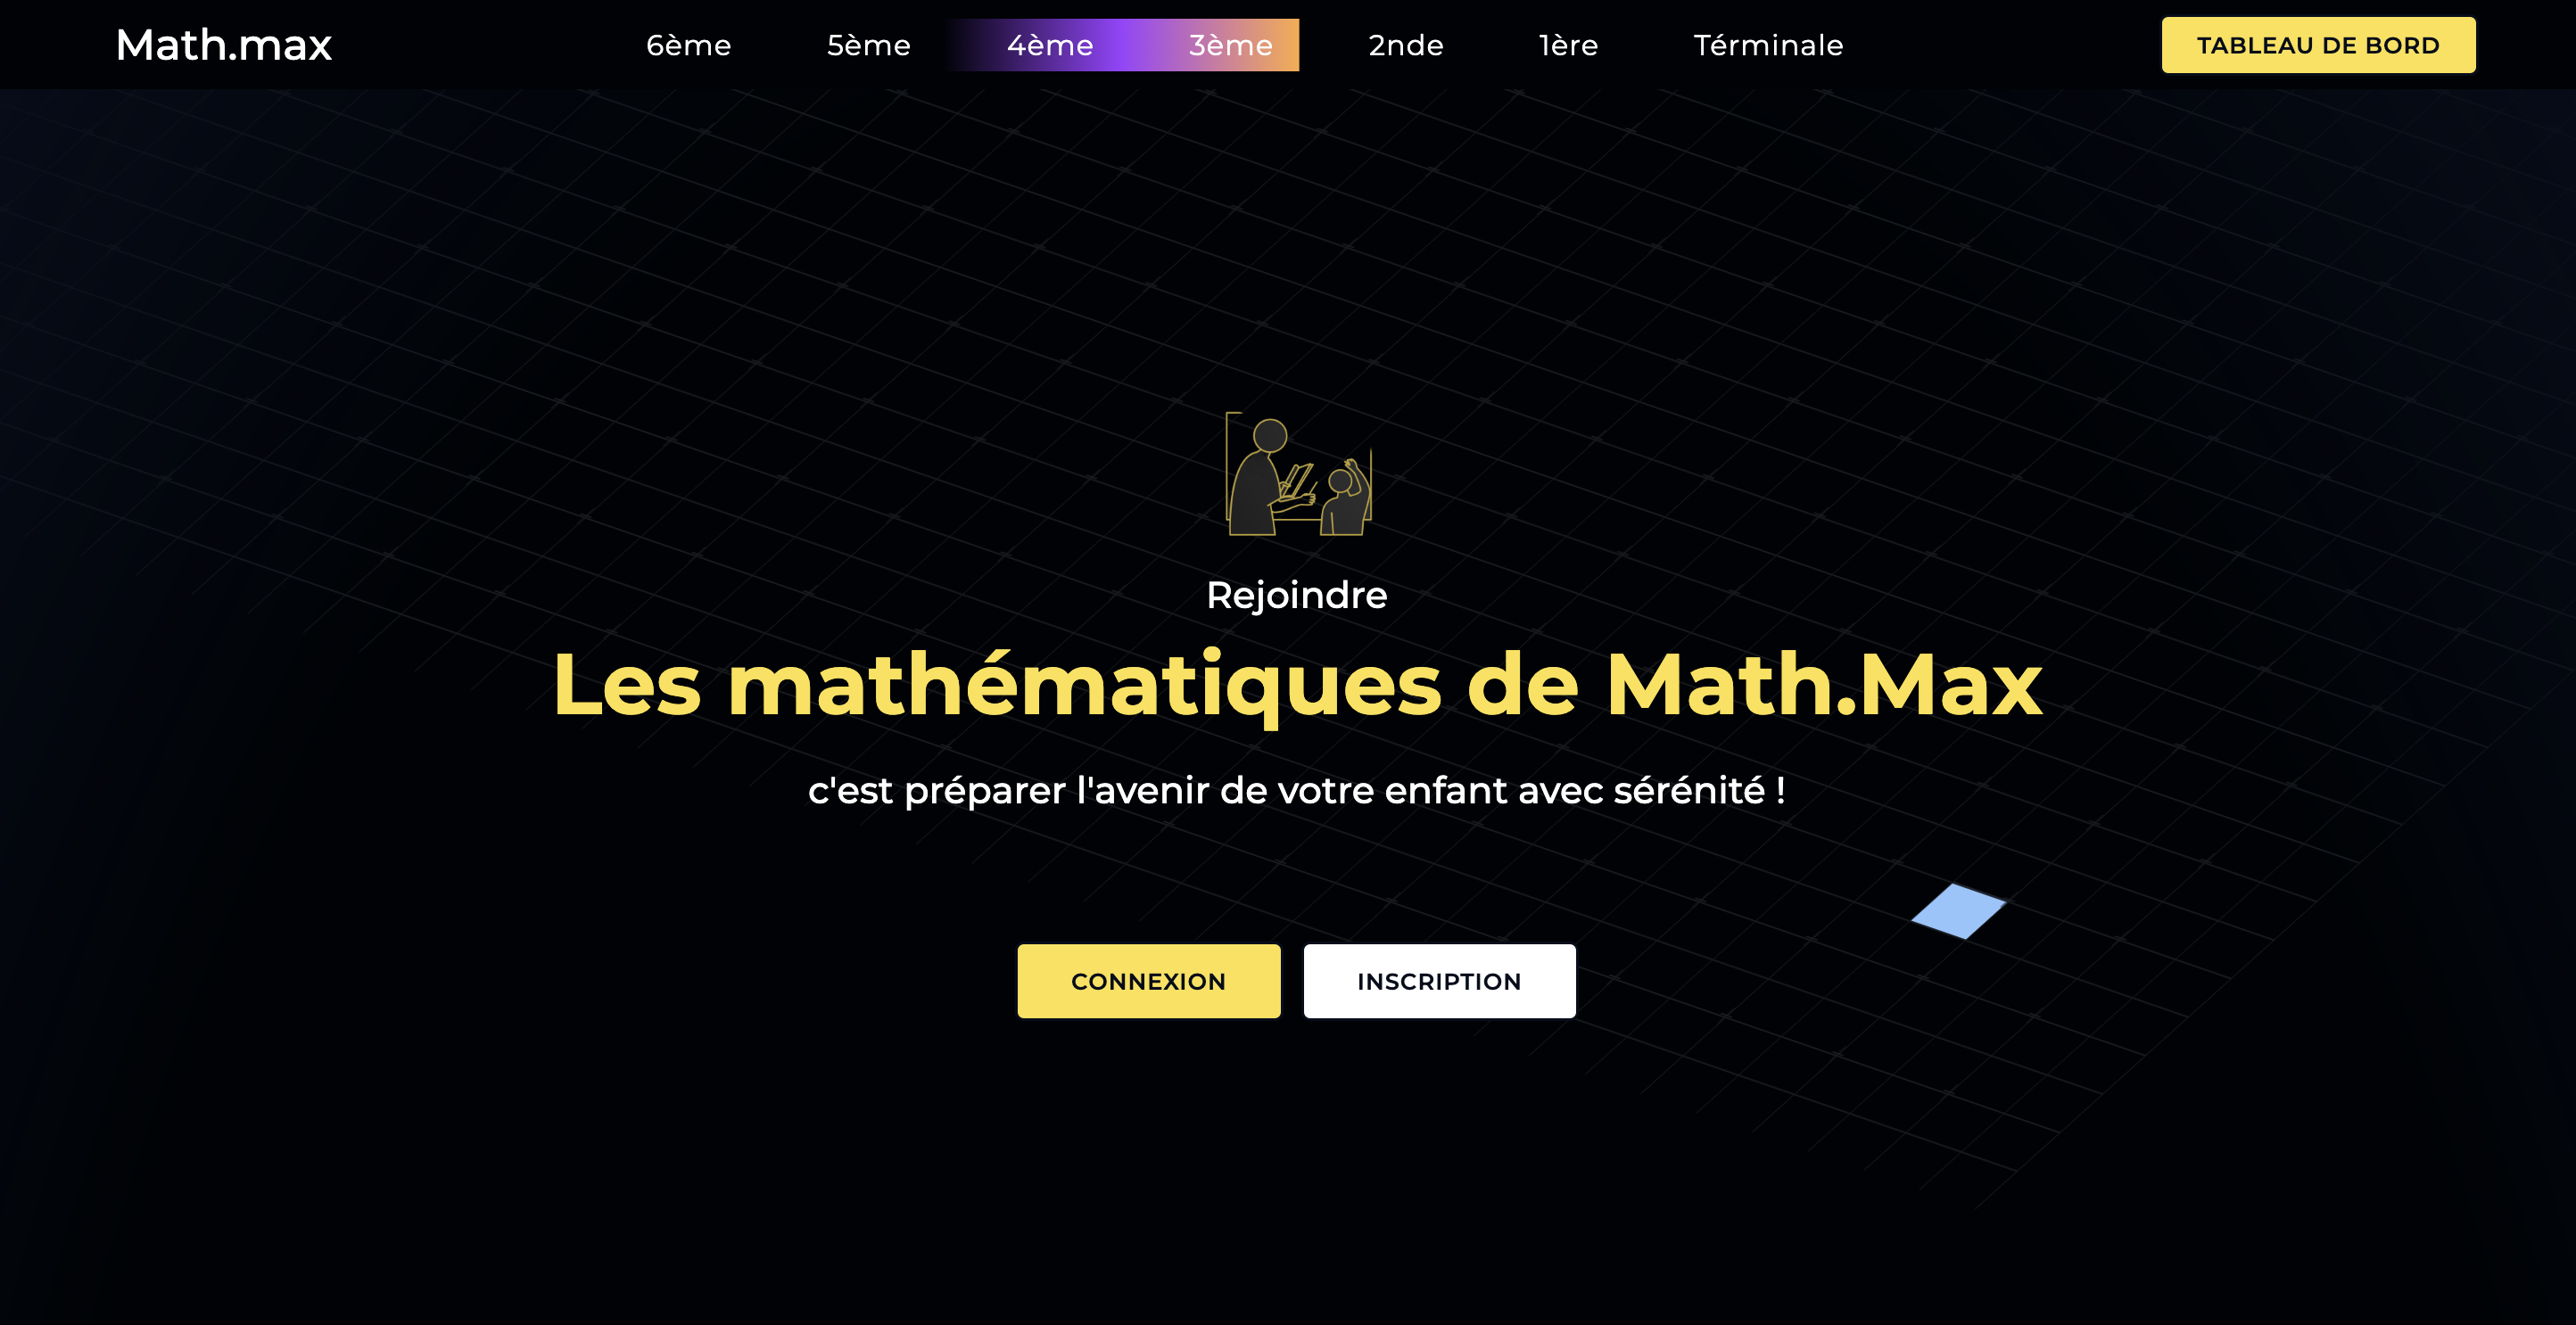 Math.max
6ème 5ème 4ème 3ème 2nde 1ère Términale
TABLEAU DE BORD
Rejoindre
Les mathématiques de Math.Max
c'est préparer l'avenir de votre enfant avec sérénité !
CONNEXION
INSCRIPTION